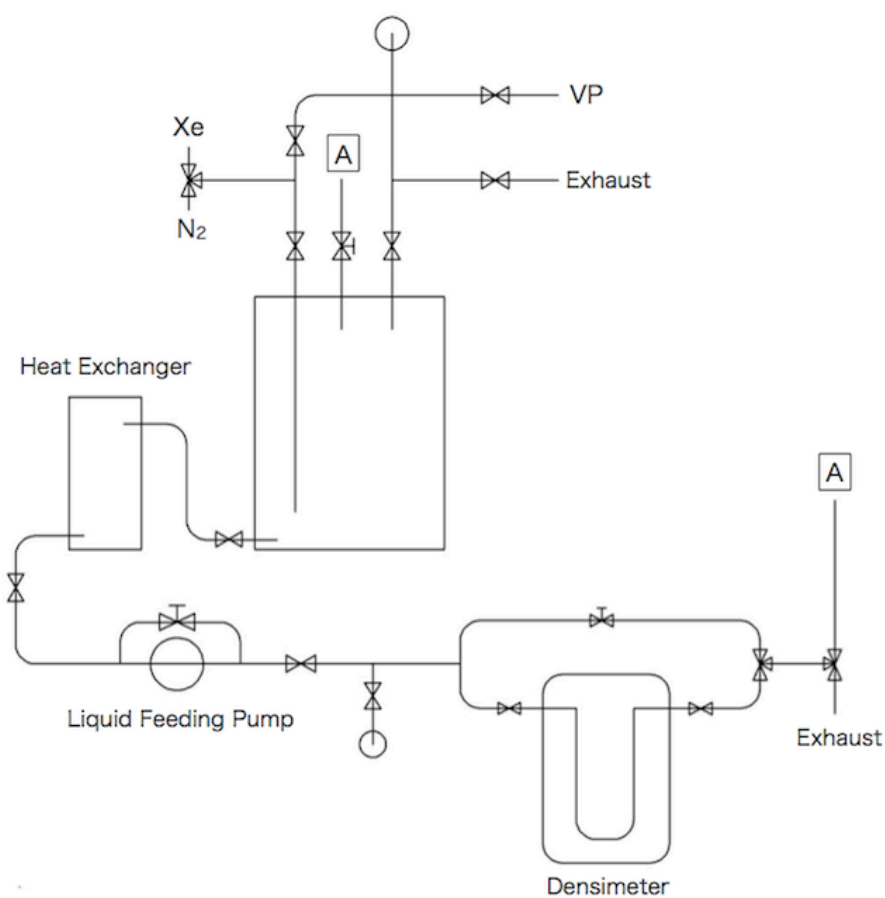 VP
Xe
A
Exhaust
N₂
Heat Exchanger
A
Liquid Feeding Pump
Exhaust
Densimeter